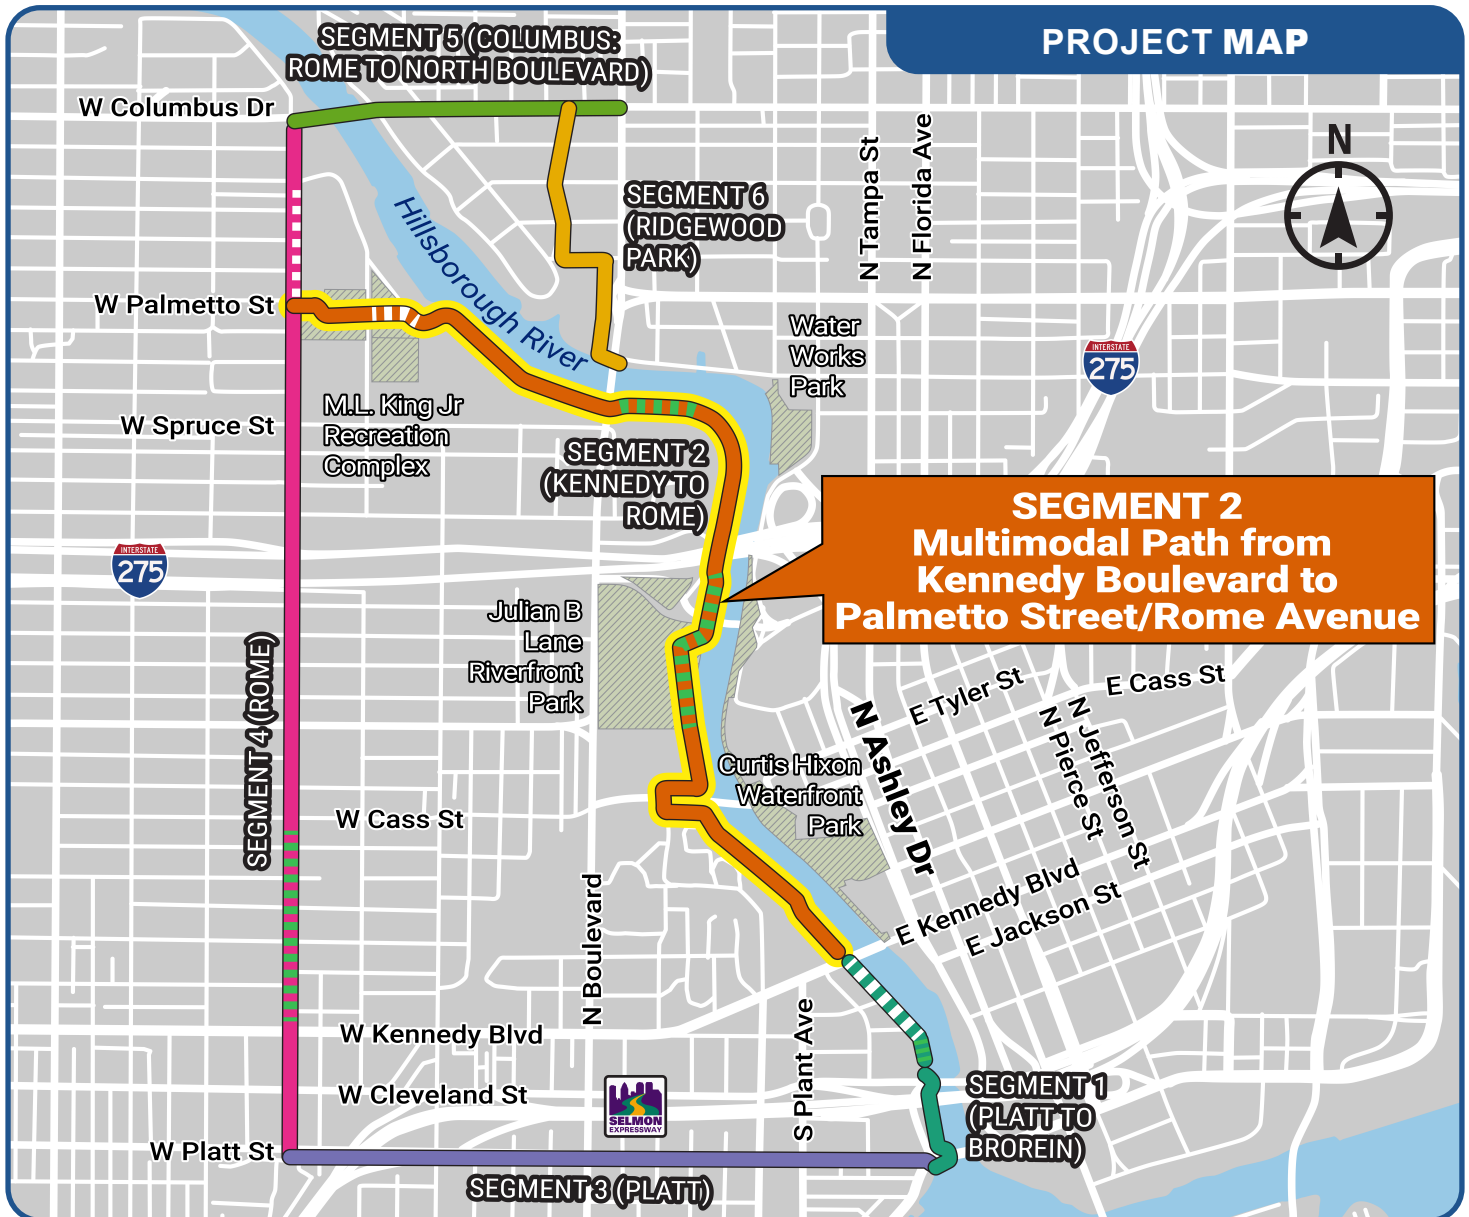 PROJECT MAP
SEGMENT 5 (COLUMBUS:
ROME TO NORTH BOULEVARD)
W Columbus Dr
N
N Tampa St
N Florida Ave
SEGMENT 6
(RIDGEWOOD
PARK)
Hillsborough River
W Palmetto St
Water
Works
Park
INTERSTATE
275
M.L. King Jr
Recreation
Complex
W Spruce St
SEGMENT 2
(KENNEDY TO
ROME)
SEGMENT 2
Multimodal Path from
Kennedy Boulevard to
Palmetto Street/Rome Avenue
INTERSTATE
275
Julian B
Lane
Riverfront
Park
SEGMENT 4 (ROME)
E Tyler St
E Cass St
N Ashley Dr
N Pierce St
N Jefferson St
Curtis Hixon
Waterfront
Park
W Cass St
N Boulevard
E Kennedy Blvd
E Jackson St
W Kennedy Blvd
S Plant Ave
W Cleveland St
SELMON
EXPRESSWAY
SEGMENT 1
(PLATT TO
BROREIN)
W Platt St
SEGMENT 3 (PLATT)